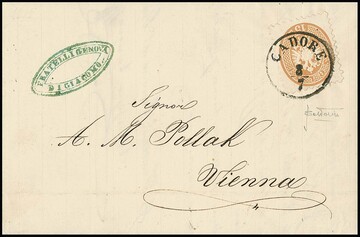 FRATELLI GENOVA
DI GIACOMO
CADORE
8
7
Signor
A. M. Pollak
Vienna